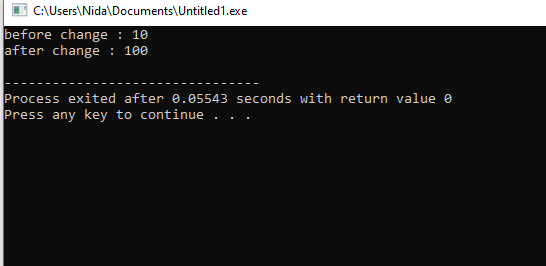 C:\Users\Nida\Documents\Untitled1.exe
before change : 10
after change : 100
--------------------------------
Process exited after 0.05543 seconds with return value 0
Press any key to continue . . .